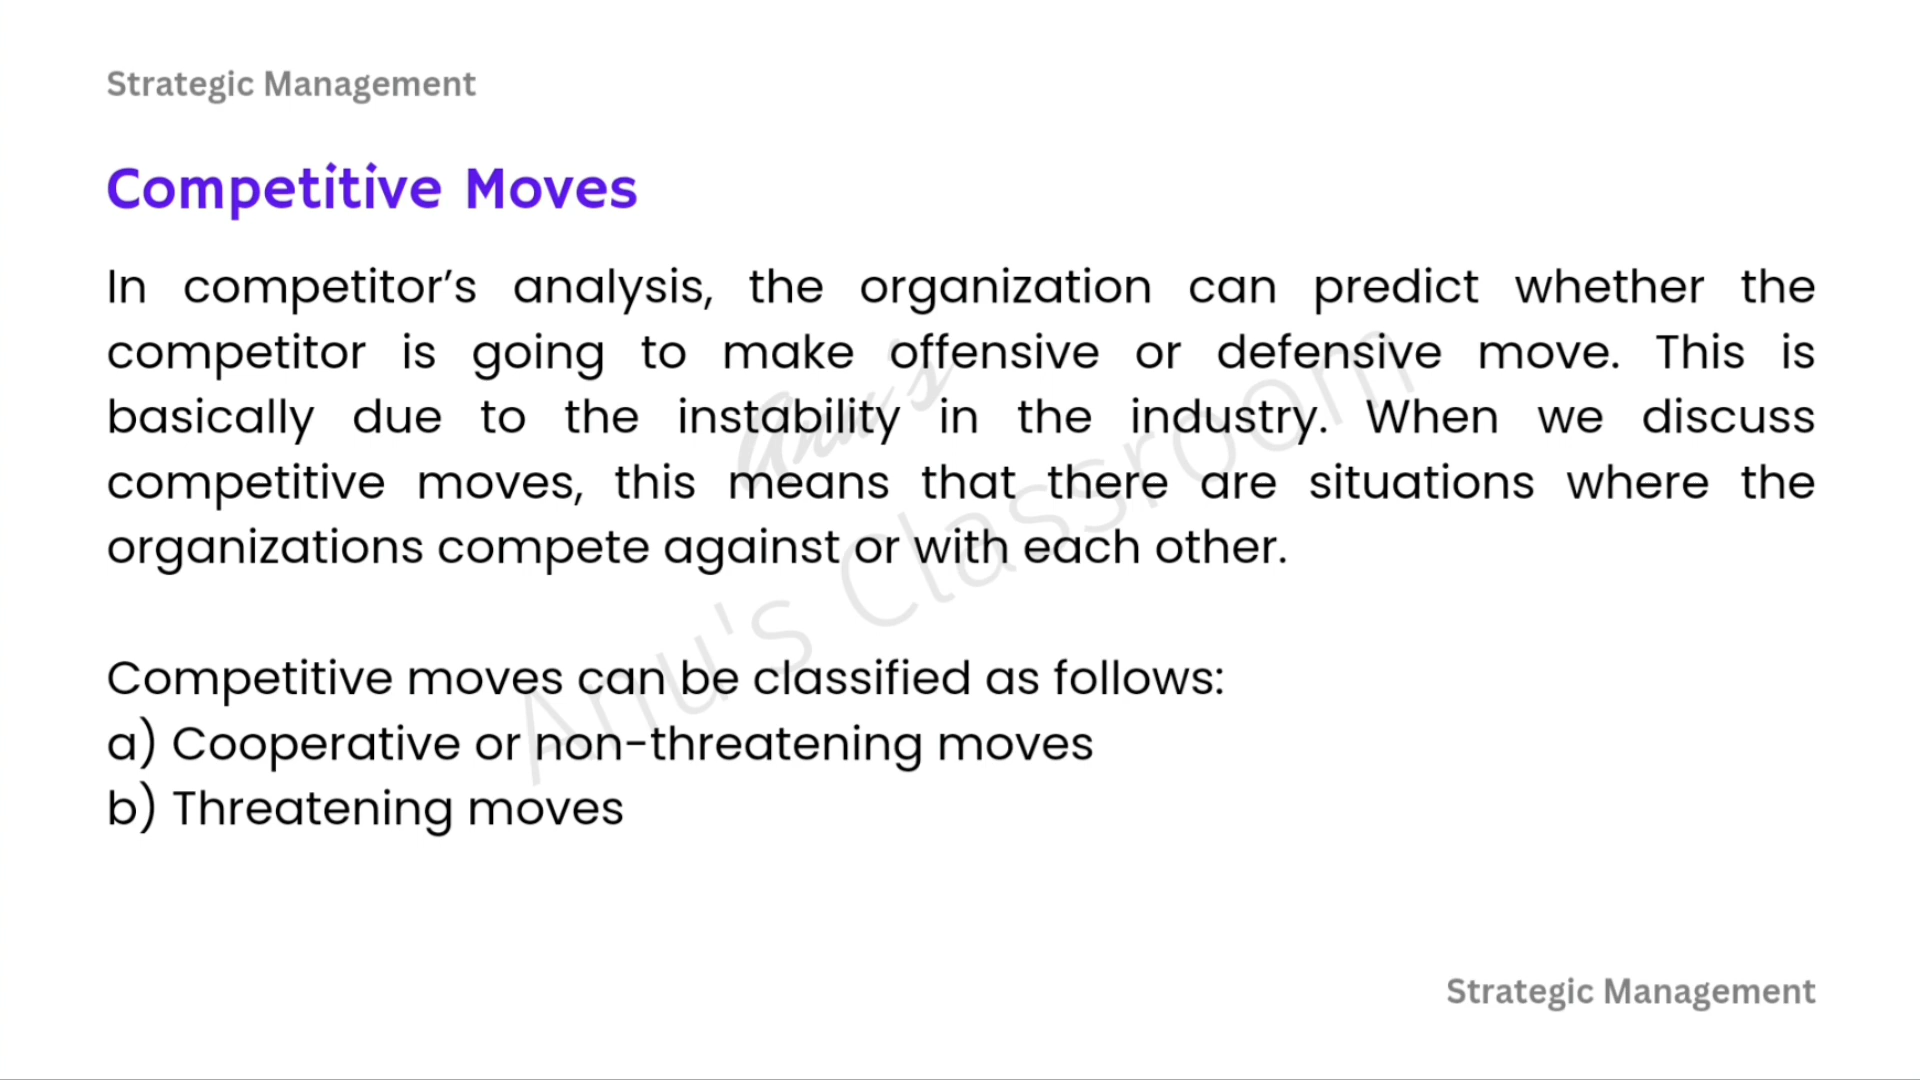 Strategic Management
Competitive Moves
In competitor’s analysis, the organization can predict whether the
competitor is going to make offensive or defensive move. This is
basically due to the instability in the industry. When we discuss
competitive moves, this means that there are situations where the
organizations compete against or with each other.
Competitive moves can be classified as follows:
a) Cooperative or non-threatening moves
b) Threatening moves
Anu's
Anu's Classroom
Strategic Management